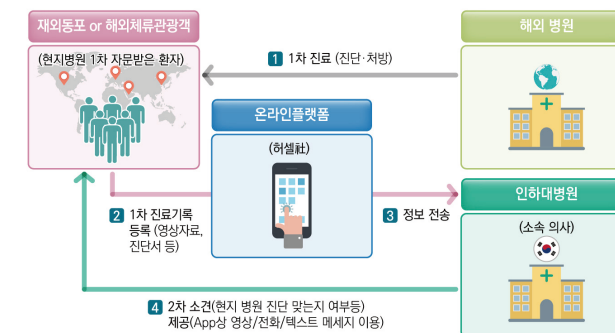 재외동포 or 해외체류관광객
(현지병원 1차 자문받은 환자)
해외 병원
1 1차 진료 (진단·처방)
온라인플랫폼
(허셀社)
2 1차 진료기록
등록 (영상자료,
진단서 등)
3 정보 전송
인하대병원
(소속 의사)
4 2차 소견(현지 병원 진단 맞는지 여부등)
제공(App상 영상/전화/텍스트 메세지 이용)